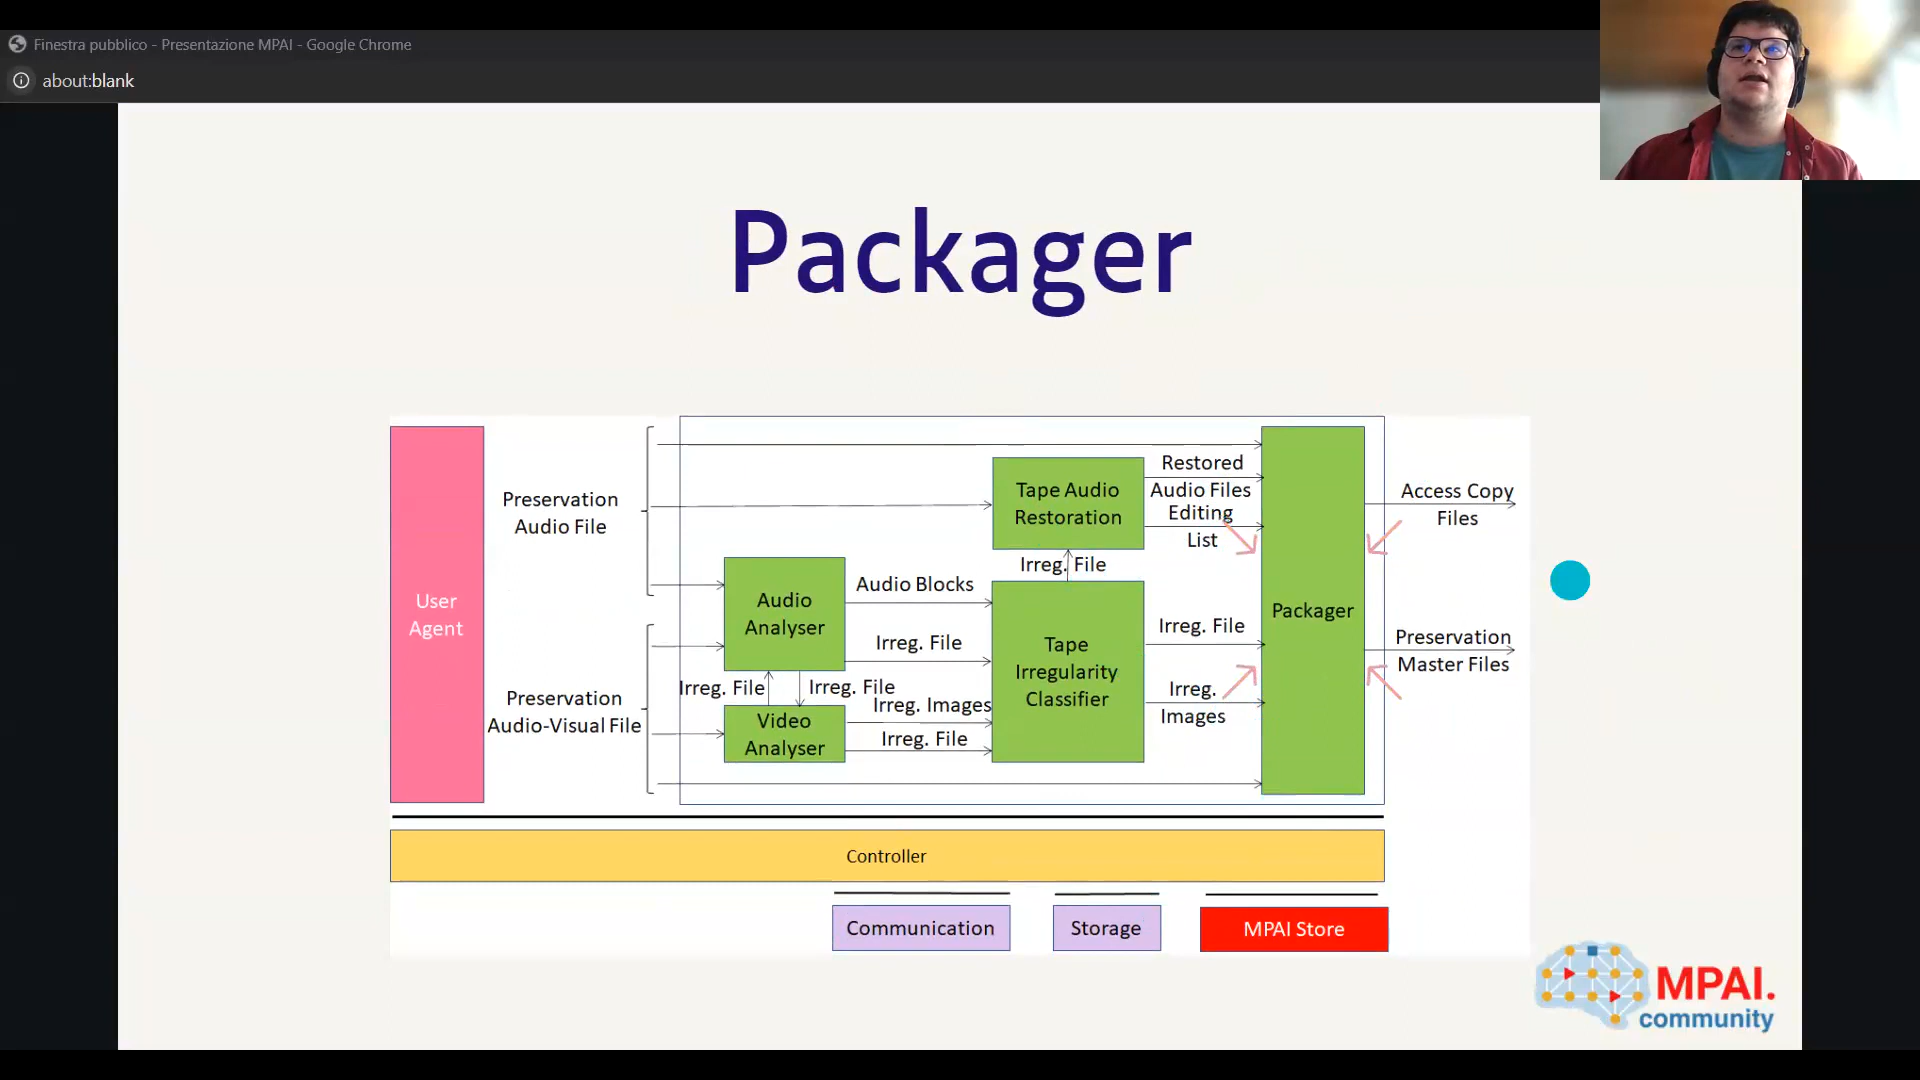 Finestra pubblico - Presentazione MPAI - Google Chrome
about:blank
Packager
User
Agent
Preservation
Audio File
Preservation
Audio-Visual File
Audio
Analyser
Irreg. File
Irreg. File
Video
Analyser
Audio Blocks
Irreg. File
Irreg. Images
Irreg. File
Tape Audio
Restoration
Irreg. File
Tape
Irregularity
Classifier
Restored
Audio Files
Editing
List
Irreg. File
Irreg.
Images
Packager
Access Copy
Files
Preservation
Master Files
Controller
Communication
Storage
MPAI Store
MPAI.
community